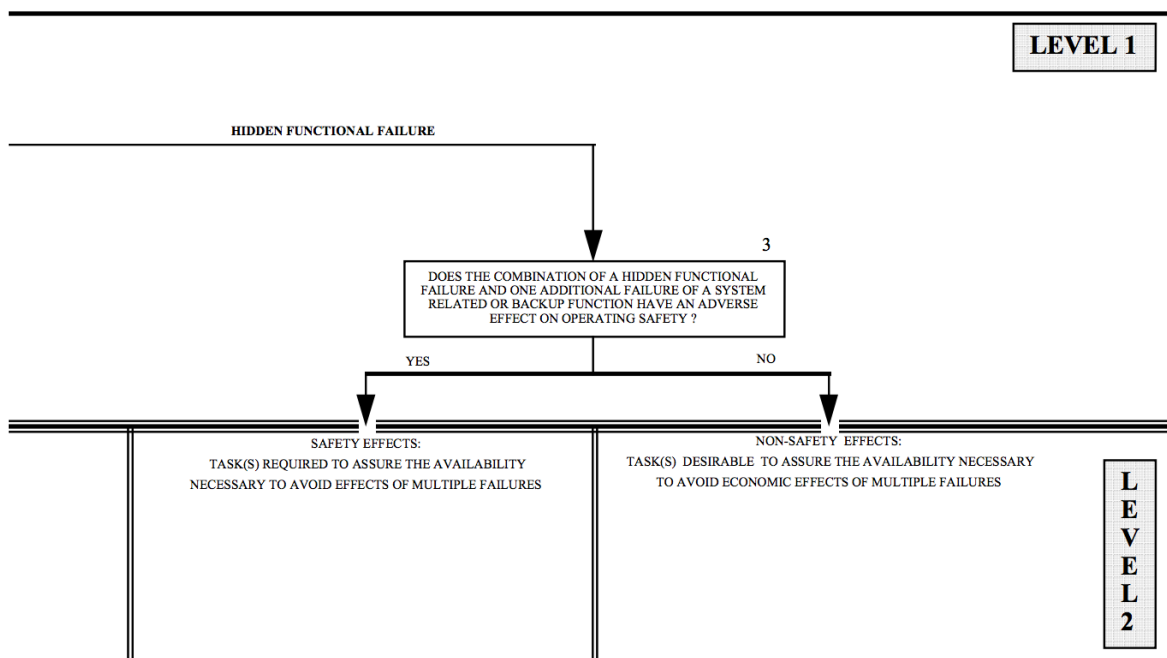 LEVEL 1
HIDDEN FUNCTIONAL FAILURE
3
DOES THE COMBINATION OF A HIDDEN FUNCTIONAL
FAILURE AND ONE ADDITIONAL FAILURE OF A SYSTEM
RELATED OR BACKUP FUNCTION HAVE AN ADVERSE
EFFECT ON OPERATING SAFETY ?
YES
NO
SAFETY EFFECTS:
TASK(S) REQUIRED TO ASSURE THE AVAILABILITY
NECESSARY TO AVOID EFFECTS OF MULTIPLE FAILURES
NON-SAFETY EFFECTS:
TASK(S) DESIRABLE TO ASSURE THE AVAILABILITY NECESSARY
TO AVOID ECONOMIC EFFECTS OF MULTIPLE FAILURES
L
E
V
E
L
2